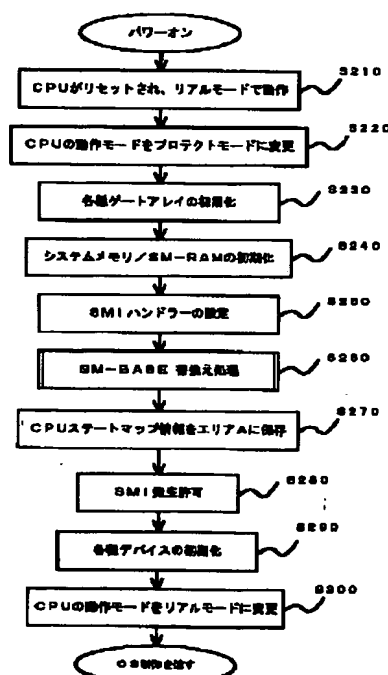 パワーオン
S210
CPUがリセットされ、リアルモードで動作
S220
CPUの動作モードをプロテクトモードに変更
S230
各種ゲートアレイの初期化
S240
システムメモリ/SM-RAMの初期化
S250
SMIハンドラーの設定
S260
SM-BASE 替換え処理
S270
CPUステートマップ情報をエリアAに保存
S280
SMI発生許可
S290
各種デバイスの初期化
S300
CPUの動作モードをリアルモードに変更
OS制御を渡す